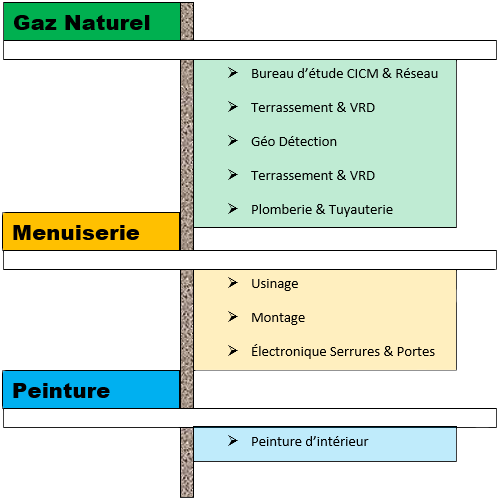 Gaz Naturel
Bureau d’étude CICM & Réseau
Terrassement & VRD
Géo Détection
Terrassement & VRD
Plomberie & Tuyauterie
Menuiserie
Usinage
Montage
Électronique Serrures & Portes
Peinture
Peinture d’intérieur